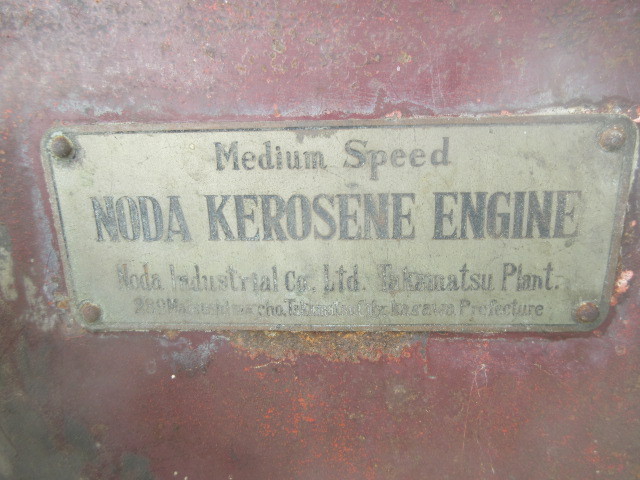 Medium Speed
NODA KEROSENE ENGINE
Noda Industrial Co., Ltd. Takamatsu Plant.
Takamatsu City, Kagawa Prefecture